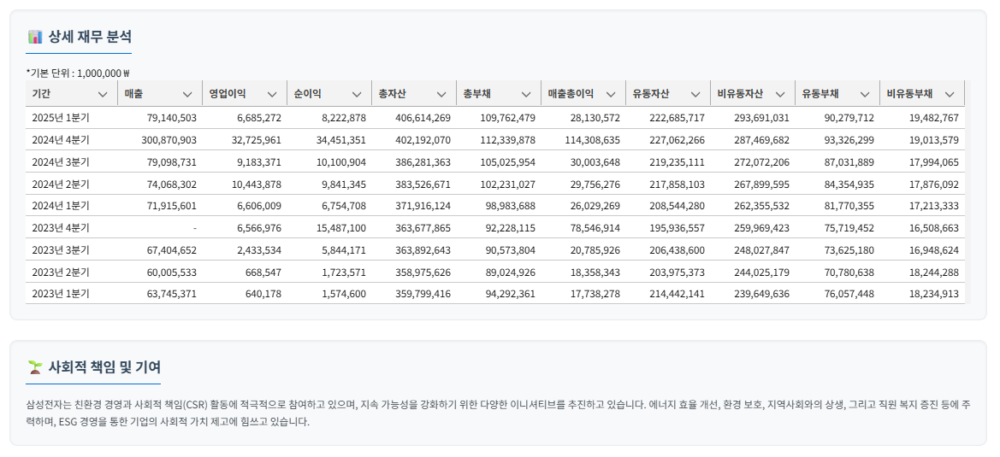 상세 재무 분석
*기본 단위 : 1,000,000 ₩
기간 매출 영업이익 순이익 총자산 총부채 매출총이익 유동자산 비유동자산 유동부채 비유동부채
2025년 1분기 79,140,503 6,685,272 8,222,878 406,614,269 109,762,479 28,130,572 222,685,717 293,691,031 90,279,712 19,482,767
2024년 4분기 300,870,903 32,725,961 34,451,351 402,192,070 112,339,878 114,308,635 227,062,266 287,469,682 93,326,299 19,013,579
2024년 3분기 79,098,731 9,183,371 10,100,904 386,281,363 105,025,954 30,003,648 219,235,111 272,072,206 87,031,889 17,994,065
2024년 2분기 74,068,302 10,443,878 9,841,345 383,526,671 102,231,027 29,756,276 217,858,103 267,899,595 84,354,935 17,876,092
2024년 1분기 71,915,601 6,606,009 6,754,708 371,916,124 98,983,688 26,029,269 208,544,280 262,355,532 81,770,355 17,213,333
2023년 4분기 - 6,566,976 15,487,100 363,677,865 92,228,115 78,546,914 195,936,557 259,969,423 75,719,452 16,508,663
2023년 3분기 67,404,652 2,433,534 5,844,171 363,892,643 90,573,804 20,785,926 206,438,600 248,027,847 73,625,180 16,948,624
2023년 2분기 60,005,533 668,547 1,723,571 358,975,626 89,024,926 18,358,343 203,975,373 244,025,179 70,780,638 18,244,288
2023년 1분기 63,745,371 640,178 1,574,600 359,799,416 94,292,361 17,738,278 214,442,141 239,649,636 76,057,448 18,234,913
사회적 책임 및 기여
삼성전자는 친환경 경영과 사회적 책임(CSR) 활동에 적극적으로 참여하고 있으며, 지속 가능성을 강화하기 위한 다양한 이니셔티브를 추진하고 있습니다. 에너지 효율 개선, 환경 보호, 지역사회와의 상생, 그리고 직원 복지 증진 등에 주
력하며, ESG 경영을 통한 기업의 사회적 가치 제고에 힘쓰고 있습니다.